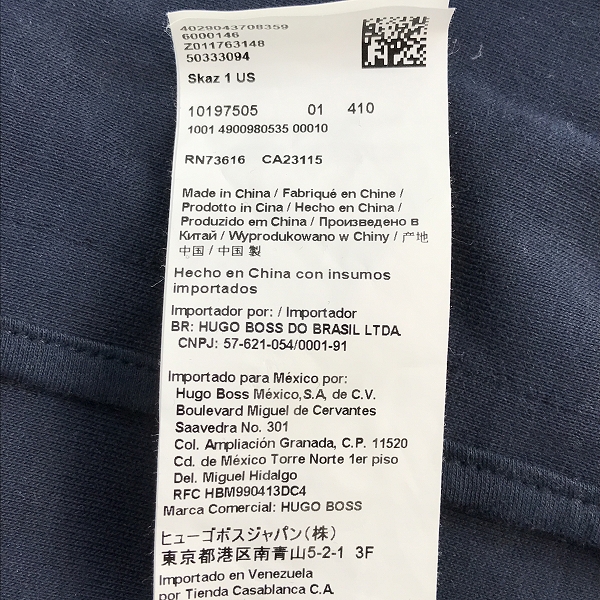 4029043708359
6000146
Z011763148
50333094
Skaz 1 US
10197505 01 410
1001 4900980535 00010
RN73616 CA23115
Made in China / Fabriqué en Chine /
Prodotto in Cina / Hecho en China /
Produzido em China / Произведено в
Китай / Wyprodukowano w Chiny / 产地
中国 / 中国 製
Hecho en China con insumos
importados
Importador por: / Importador
BR: HUGO BOSS DO BRASIL LTDA.
CNPJ: 57-621-054/0001-91
Importado para México por:
Hugo Boss México,S.A, de C.V.
Boulevard Miguel de Cervantes
Saavedra No. 301
Col. Ampliación Granada, C.P. 11520
Cd. de México Torre Norte 1er piso
Del. Miguel Hidalgo
RFC HBM990413DC4
Marca Comercial: HUGO BOSS
ヒューゴボスジャパン(株)
東京都港区南青山5-2-1 3F
Importado en Venezuela
por Tienda Casablanca C.A.